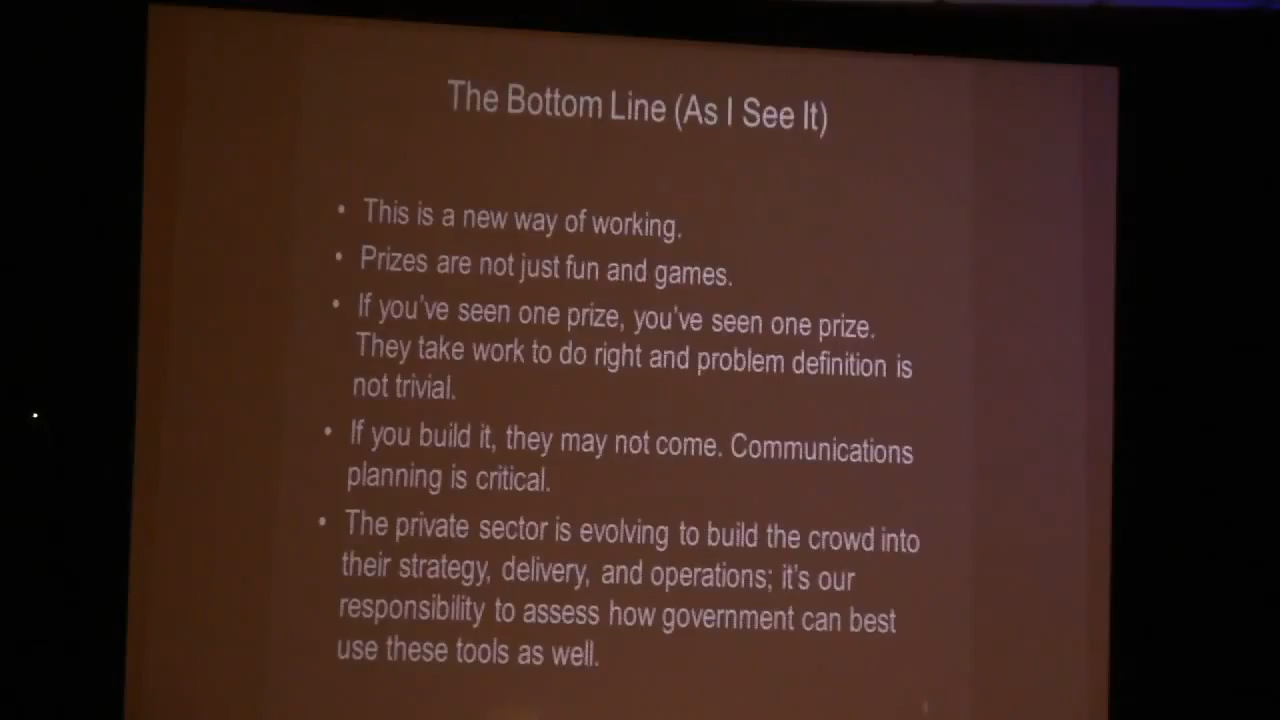 The Bottom Line (As I See It)
• This is a new way of working.
• Prizes are not just fun and games.
• If you've seen one prize, you've seen one prize.
They take work to do right and problem definition is
not trivial.
• If you build it, they may not come. Communications
planning is critical.
• The private sector is evolving to build the crowd into
their strategy, delivery, and operations; it's our
responsibility to assess how government can best
use these tools as well.